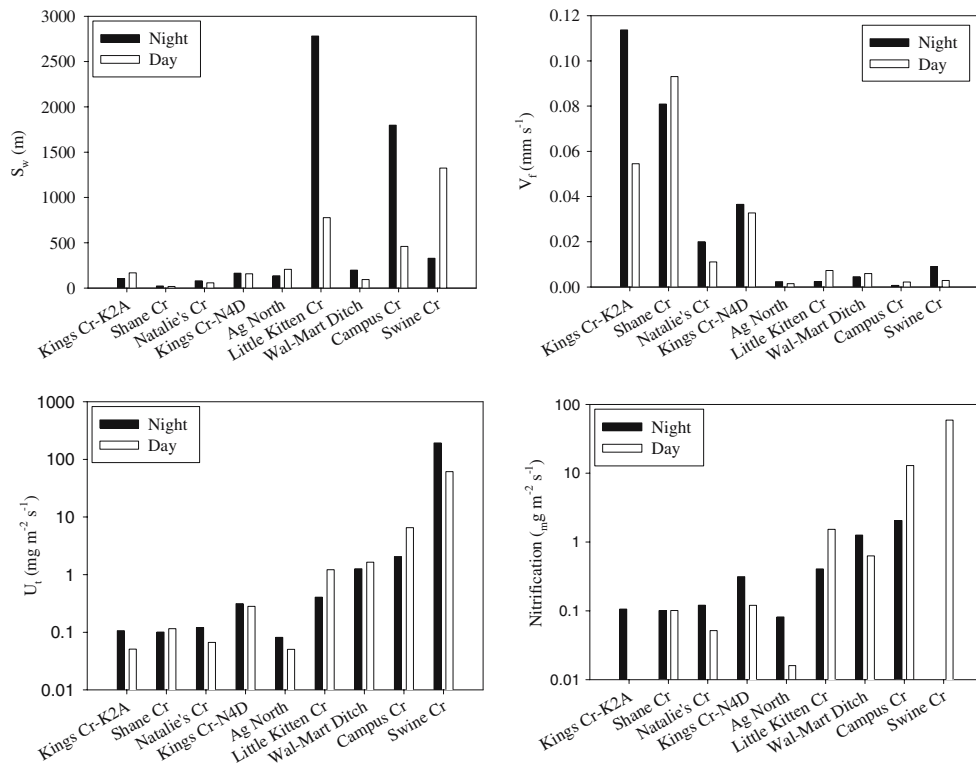 3000
2500
2000
1500
1000
500
0
S_w (m)
Night
Day
Kings Cr-K2A
Shane Cr
Natalie's Cr
Kings Cr-N4D
Ag North
Little Kitten Cr
Wal-Mart Ditch
Campus Cr
Swine Cr
0.12
0.10
0.08
0.06
0.04
0.02
0.00
V_f (mm s⁻¹)
Night
Day
Kings Cr-K2A
Shane Cr
Natalie's Cr
Kings Cr-N4D
Ag North
Little Kitten Cr
Wal-Mart Ditch
Campus Cr
Swine Cr
1000
100
10
1
0.1
0.01
U_t (mg m⁻² s⁻¹)
Night
Day
Kings Cr-K2A
Shane Cr
Natalie's Cr
Kings Cr-N4D
Ag North
Little Kitten Cr
Wal-Mart Ditch
Campus Cr
Swine Cr
100
10
1
0.1
0.01
Nitrification (mg m⁻² s⁻¹)
Night
Day
Kings Cr-K2A
Shane Cr
Natalie's Cr
Kings Cr-N4D
Ag North
Little Kitten Cr
Wal-Mart Ditch
Campus Cr
Swine Cr